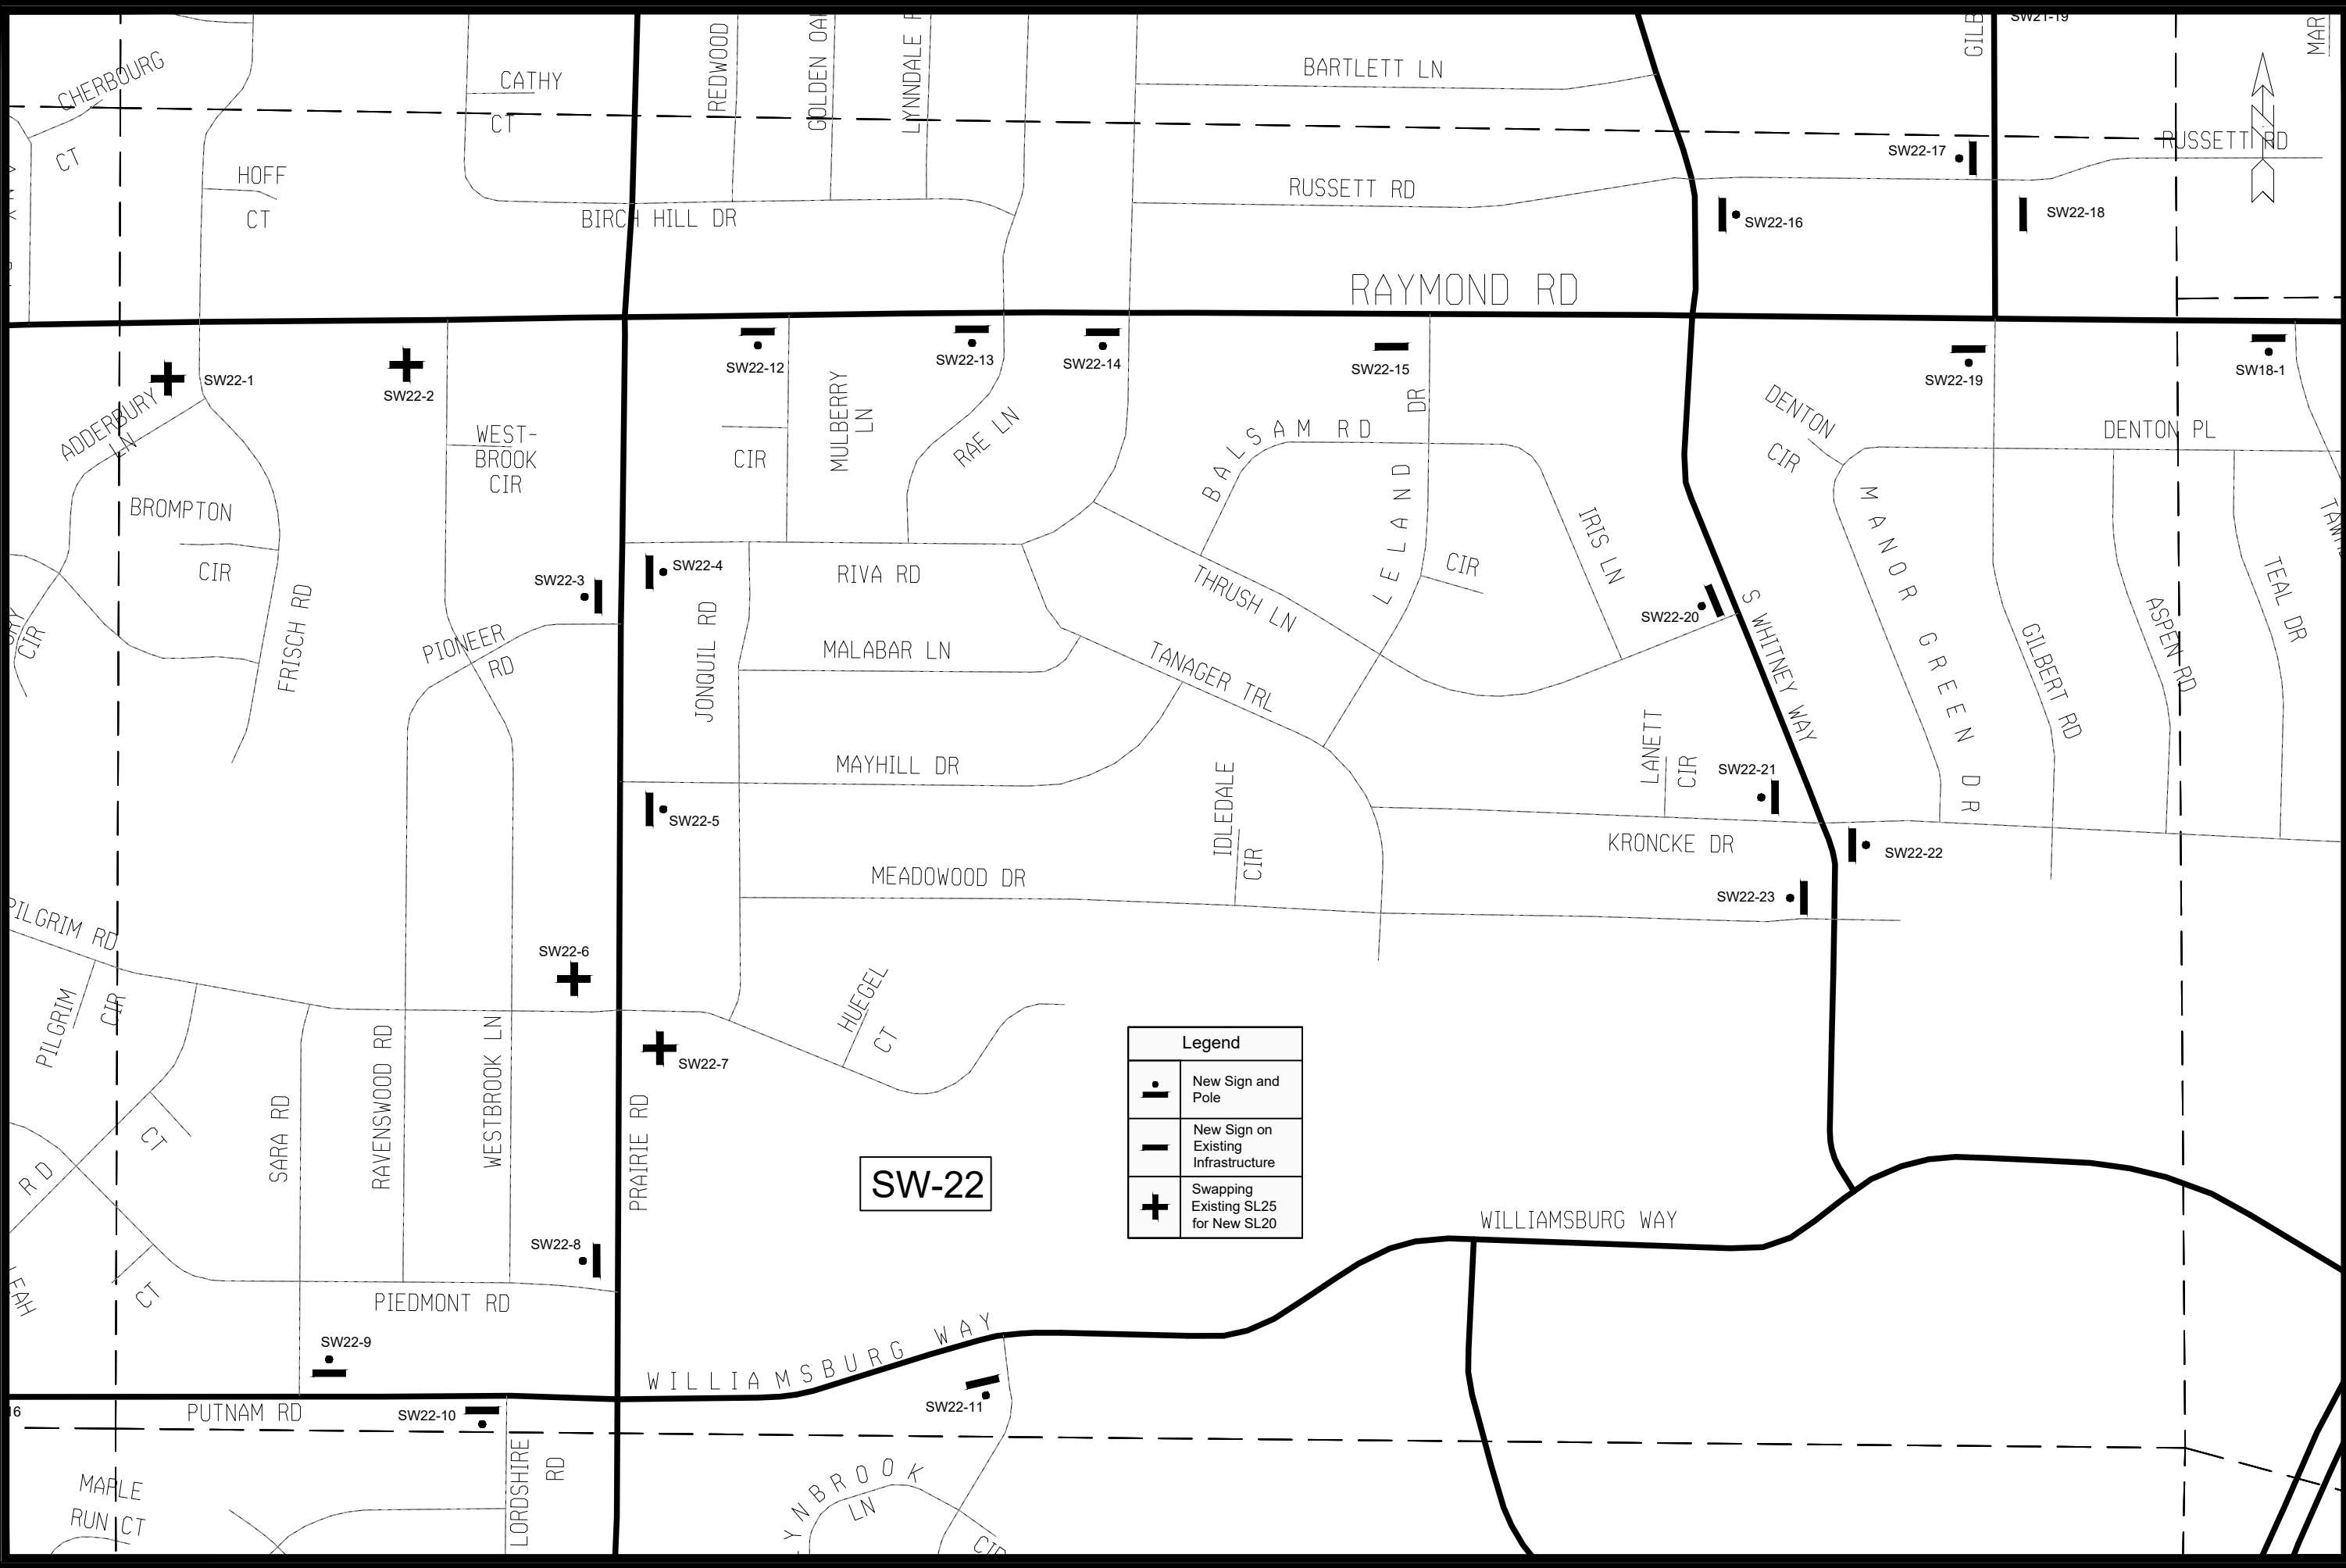 SW21-19
GILB
MAR
REDWOOD
GOLDEN OA
LYNNDALE
CHERBOURG
CT
CATHY
CT
BARTLETT LN
HOFF
CT
RUSSETT RD
RUSSETT RD
SW22-17
N
BIRCH HILL DR
SW22-16
SW22-18
RAYMOND RD
SW22-1
SW22-2
SW22-12
SW22-13
SW22-14
SW22-15
SW22-19
SW18-1
ADDERBURY
LN
WEST-
BROOK
CIR
CIR
MULBERRY
LN
RAE LN
BALSAM RD
LELAND DR
DENTON
CIR
DENTON PL
BROMPTON
CIR
FRISCH RD
SW22-3
SW22-4
RIVA RD
THRUSH LN
CIR
IRIS LN
SW22-20
S WHITNEY WAY
MANOR GREEN DR
GILBERT RD
ASPEN RD
TEAL DR
CIR
PIONEER
RD
JONQUIL RD
MALABAR LN
TANAGER TRL
MAYHILL DR
IDLEDALE
CIR
LANETT
CIR
SW22-21
SW22-5
KRONCKE DR
SW22-22
MEADOWOOD DR
SW22-23
PILGRIM RD
SW22-6
PILGRIM
CIR
HUEGEL
CT
SW22-7
RAVENSWOOD RD
WESTBROOK LN
SARA RD
PRAIRIE RD
CT
RD
Legend
New Sign and
Pole
New Sign on
Existing
Infrastructure
Swapping
Existing SL25
for New SL20
SW-22
WILLIAMSBURG WAY
SW22-8
CT
EAH
PIEDMONT RD
SW22-9
WILLIAMSBURG WAY
16
PUTNAM RD
SW22-10
SW22-11
LORDSHIRE
RD
MAPLE
RUN CT
YNBROOK
LN
CIR